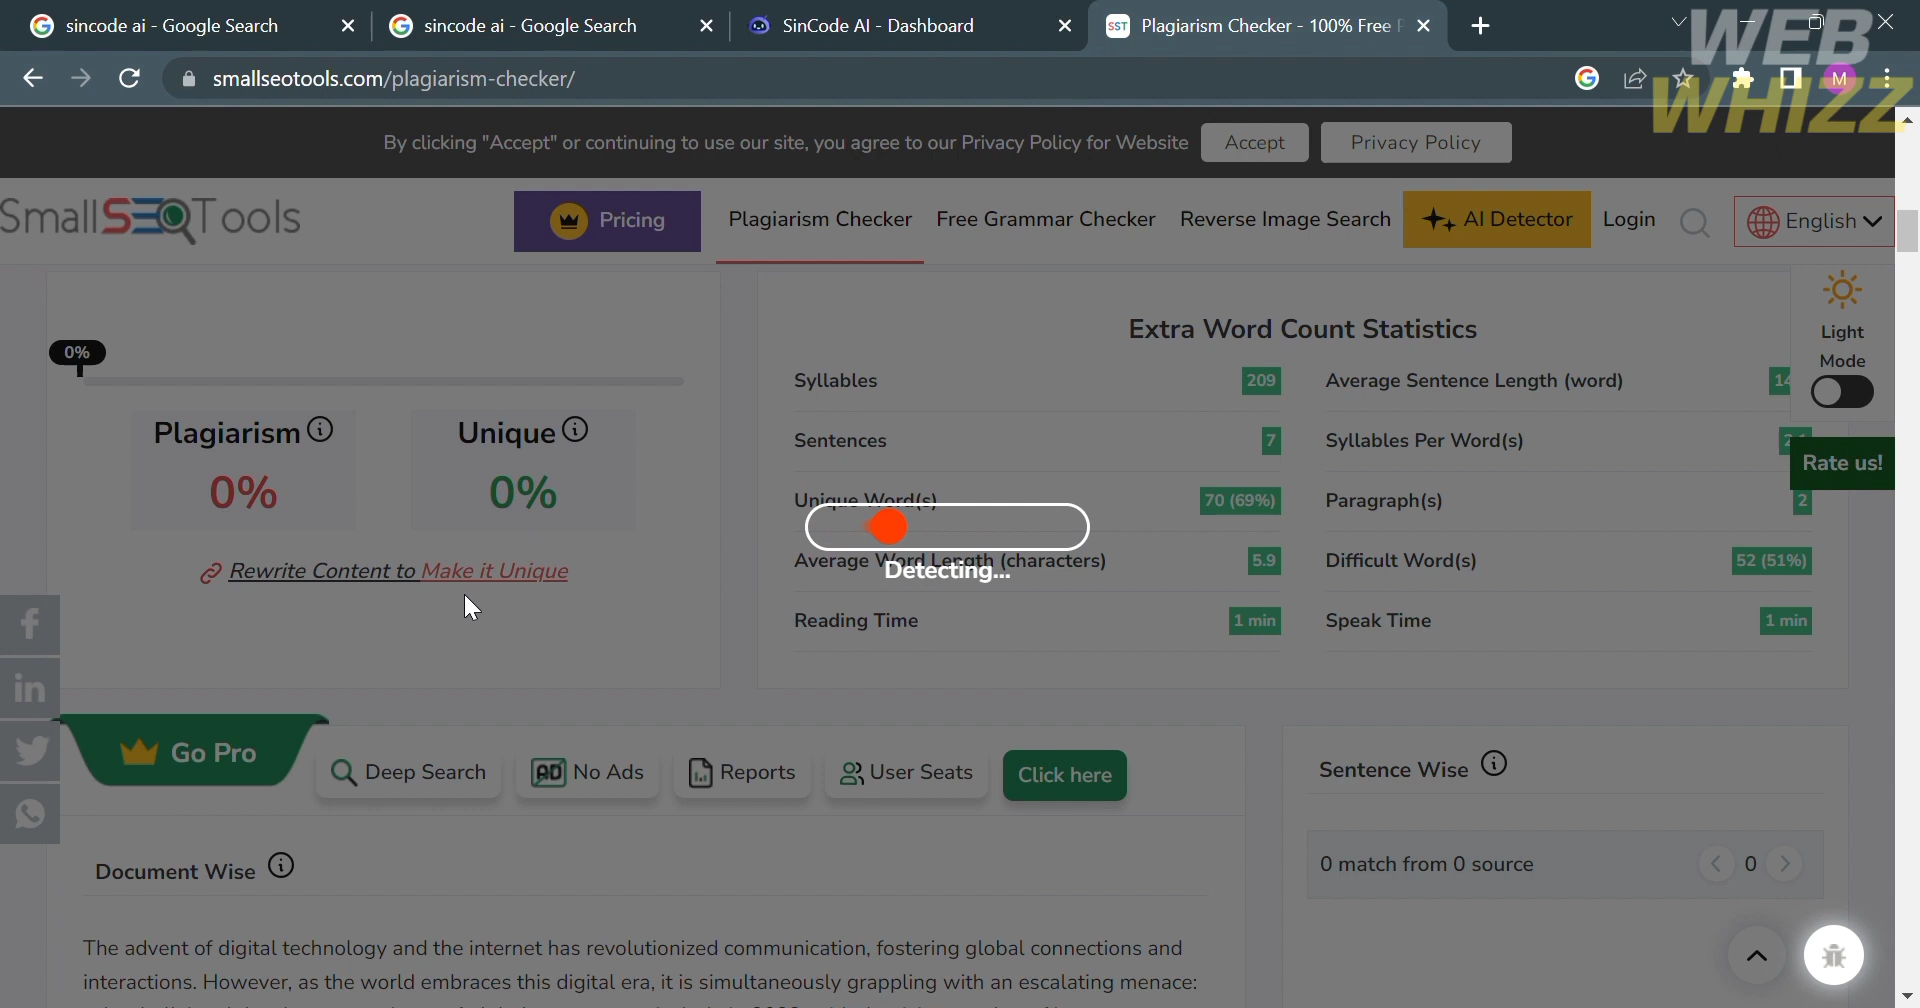 sincode ai - Google Search
sincode ai - Google Search
SinCode AI - Dashboard
SST Plagiarism Checker - 100% Free
smallseotools.com/plagiarism-checker/
M
WEB
WHIZZ
By clicking "Accept" or continuing to use our site, you agree to our Privacy Policy for Website
Accept
Privacy Policy
SmallSEOTools
Pricing
Plagiarism Checker
Free Grammar Checker
Reverse Image Search
AI Detector
Login
English
Light
Mode
Rate us!
0%
Plagiarism
0%
Unique
0%
Rewrite Content to Make it Unique
Extra Word Count Statistics
Syllables 209
Average Sentence Length (word)
Sentences 7
Syllables Per Word(s)
Unique Word(s) 70 (69%)
Paragraph(s) 2
Average Word Length (characters) 5.9
Difficult Word(s) 52 (51%)
Reading Time 1 min
Speak Time 1 min
Detecting...
Go Pro
Deep Search
AD No Ads
Reports
User Seats
Click here
Sentence Wise
0 match from 0 source
0
Document Wise
The advent of digital technology and the internet has revolutionized communication, fostering global connections and
interactions. However, as the world embraces this digital era, it is simultaneously grappling with an escalating menace: